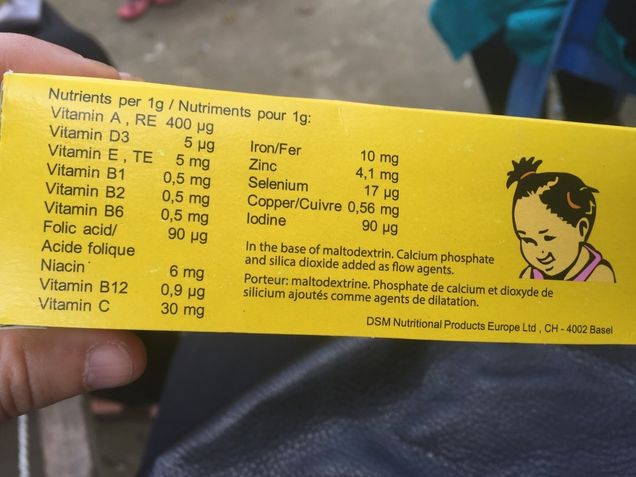 Nutrients per 1g / Nutriments pour 1g:
Vitamin A , RE 400 µg
Vitamin D3 5 µg
Vitamin E , TE 5 mg
Vitamin B1 0,5 mg
Vitamin B2 0,5 mg
Vitamin B6 0,5 mg
Folic acid/ 90 µg
Acide folique
Niacin 6 mg
Vitamin B12 0,9 µg
Vitamin C 30 mg
Iron/Fer 10 mg
Zinc 4,1 mg
Selenium 17 µg
Copper/Cuivre 0,56 mg
Iodine 90 µg
In the base of maltodextrin. Calcium phosphate
and silica dioxide added as flow agents.
Porteur: maltodextrine. Phosphate de calcium et dioxyde de
silicium ajoutés comme agents de dilatation.
DSM Nutritional Products Europe Ltd , CH - 4002 Basel